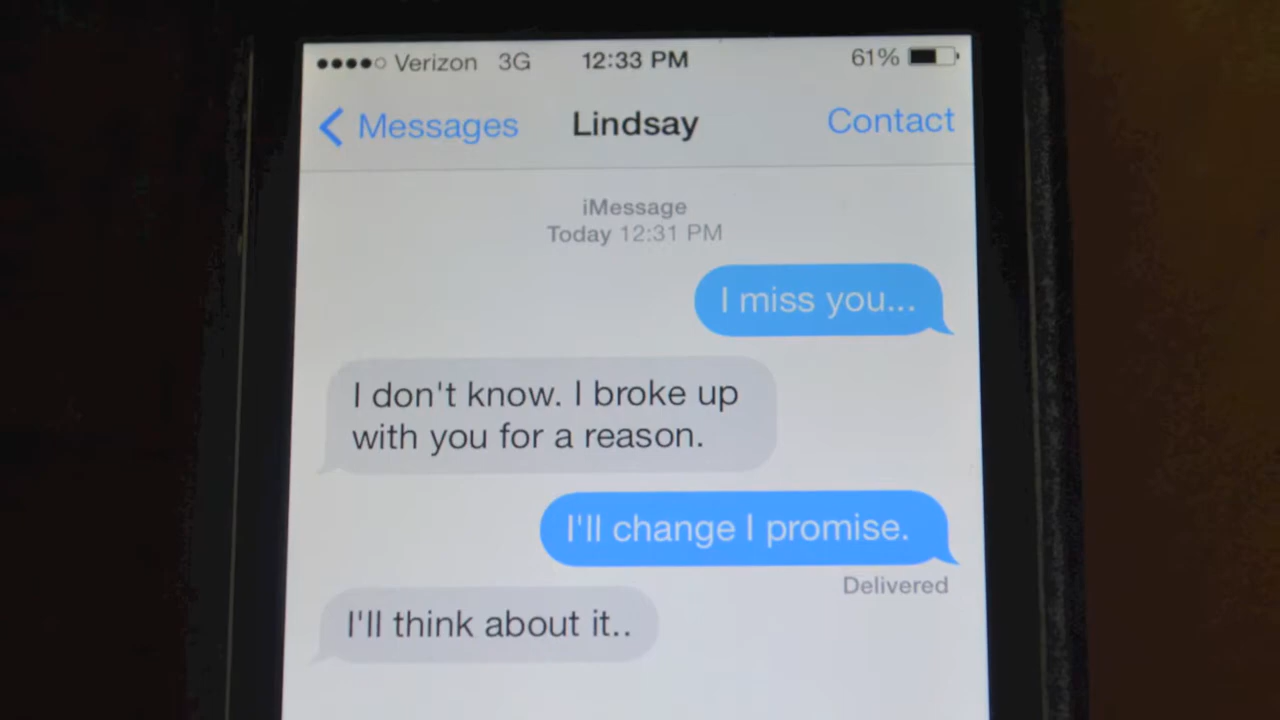 Verizon 3G 12:33 PM 61%
Messages Lindsay Contact
iMessage
Today 12:31 PM
I miss you...
I don't know. I broke up
with you for a reason.
I'll change I promise.
Delivered
I'll think about it..